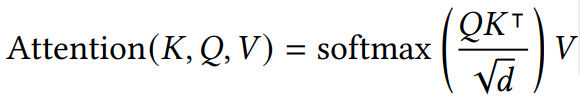 Attention(K, Q, V) = softmax (QK⊤ / √d) V